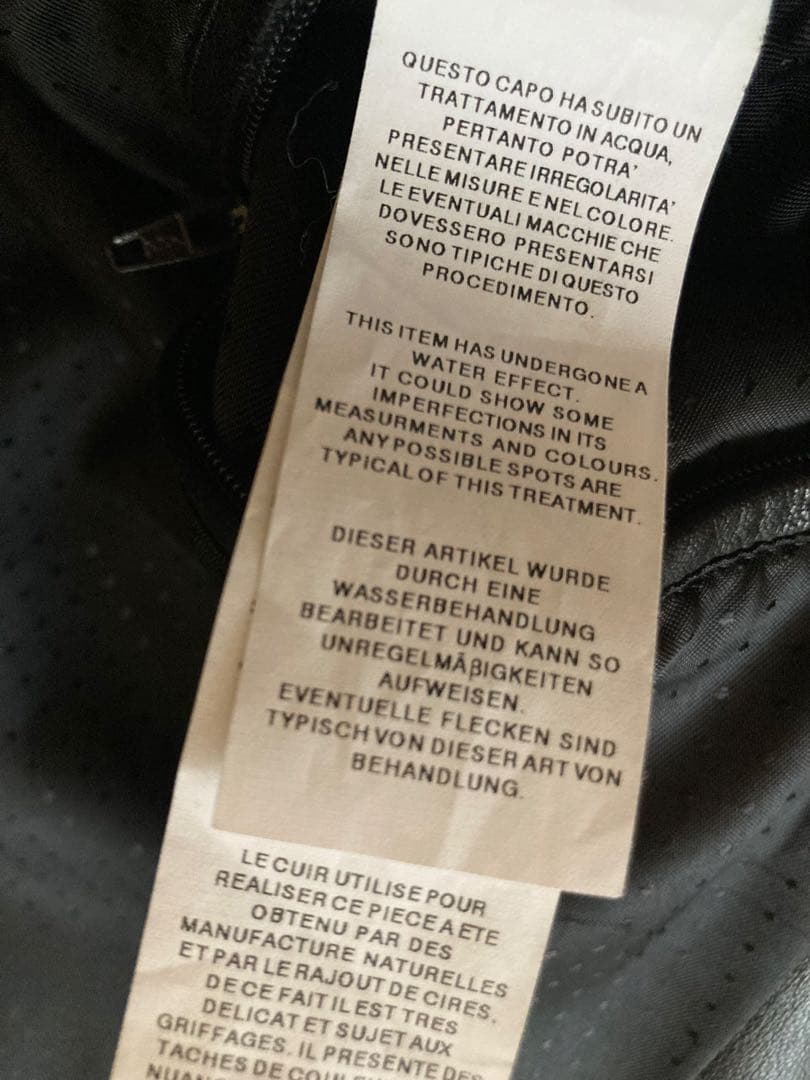 QUESTO CAPO HA SUBITO UN
TRATTAMENTO IN ACQUA,
PERTANTO POTRA'
PRESENTARE IRREGOLARITA'
NELLE MISURE E NEL COLORE.
LE EVENTUALI MACCHIE CHE
DOVESSERO PRESENTARSI
SONO TIPICHE DI QUESTO
PROCEDIMENTO.
THIS ITEM HAS UNDERGONE A
WATER EFFECT.
IT COULD SHOW SOME
IMPERFECTIONS IN ITS
MEASURMENTS AND COLOURS.
ANY POSSIBLE SPOTS ARE
TYPICAL OF THIS TREATMENT.
DIESER ARTIKEL WURDE
DURCH EINE
WASSERBEHANDLUNG
BEARBEITET UND KANN SO
UNREGELMÄßIGKEITEN
AUFWEISEN.
EVENTUELLE FLECKEN SIND
TYPISCH VON DIESER ART VON
BEHANDLUNG.
LE CUIR UTILISE POUR
REALISER CE PIECE A ETE
OBTENU PAR DES
MANUFACTURE NATURELLES
ET PAR LE RAJOUT DE CIRES.
DE CE FAIT IL EST TRES
DELICAT ET SUJET AUX
GRIFFAGES. IL PRESENTE DES
TACHES DE